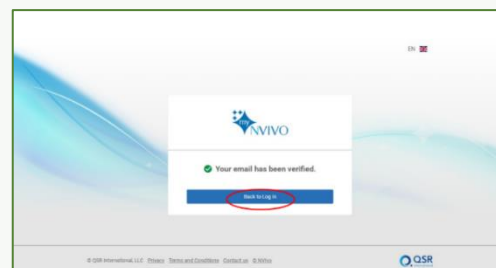 EN
my
NVIVO
Your email has been verified.
Back to Log in
© QSR International, LLC Privacy Terms and Conditions Contact us
QSR